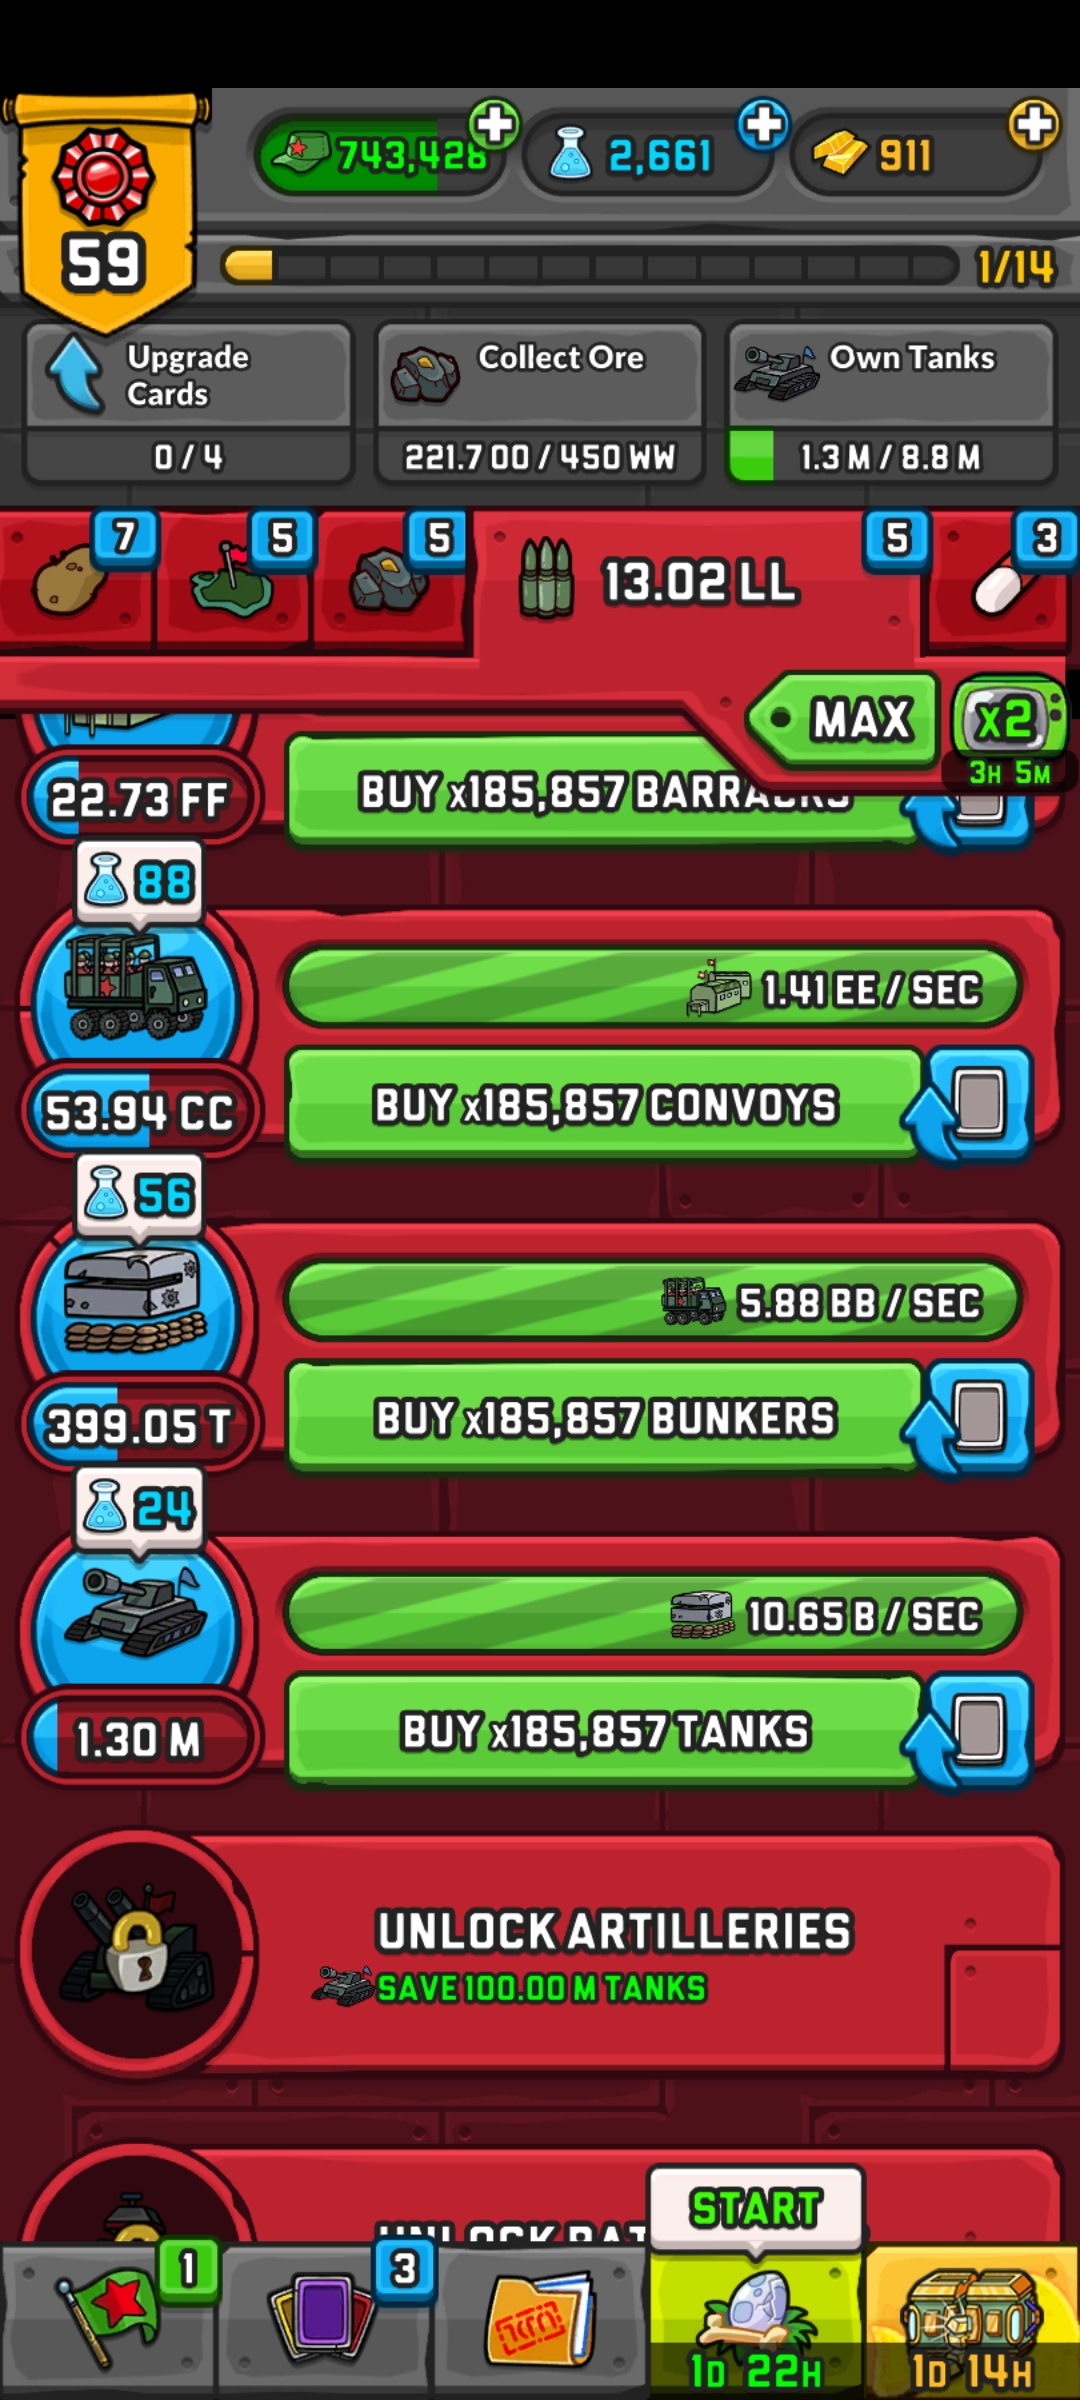 743,428
2,661
911
59
1/14
Upgrade Cards
0 / 4
Collect Ore
221.7 OO / 450 WW
Own Tanks
1.3 M / 8.8 M
7
5
5
13.02 LL
5
3
MAX
x2
3H 5M
22.73 FF
BUY x185,857 BARRACKS
88
1.41 EE / SEC
53.94 CC
BUY x185,857 CONVOYS
56
5.88 BB / SEC
399.05 T
BUY x185,857 BUNKERS
24
10.65 B / SEC
1.30 M
BUY x185,857 TANKS
UNLOCK ARTILLERIES
SAVE 100.00 M TANKS
UNLOCK
START
1
3
1D 22H
1D 14H